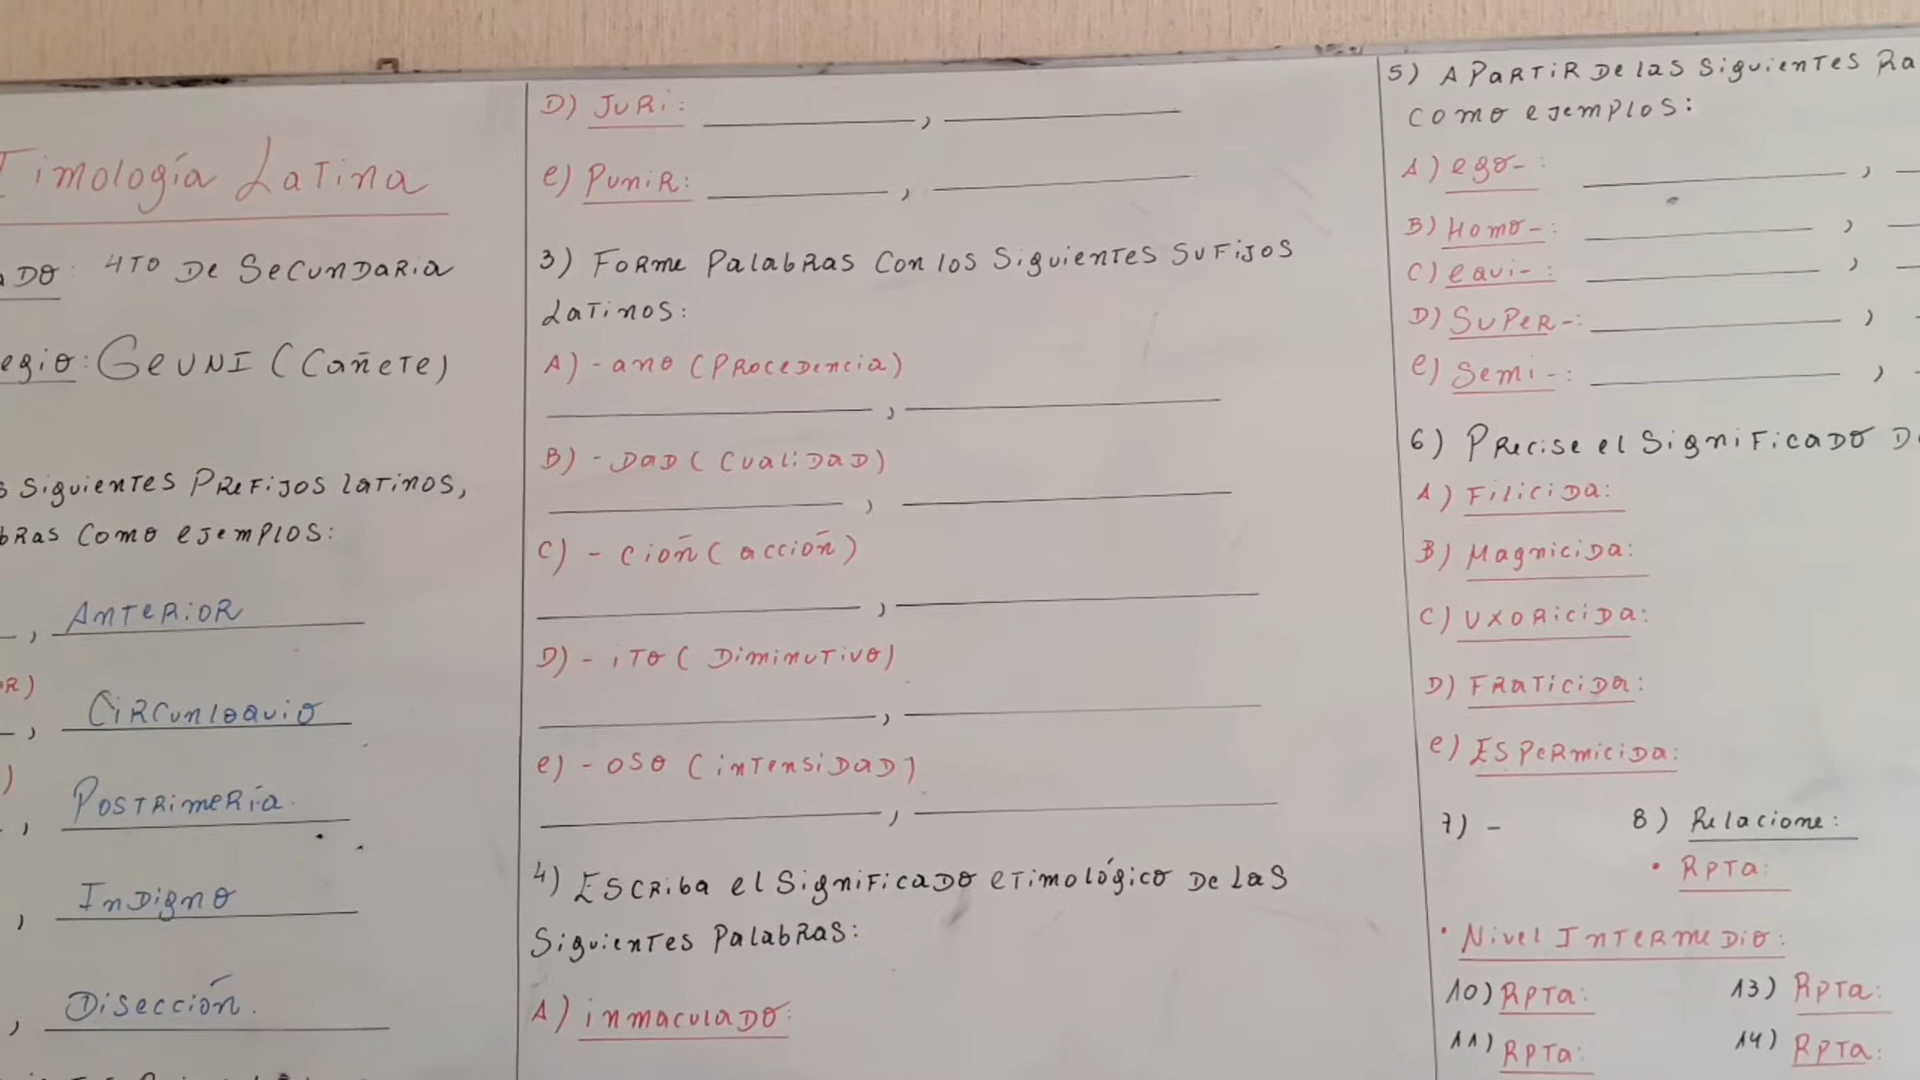 Timología Latina
ADO: 4TO De SecunDaRia
egio: GeUNI (Cañete)
s siguientes Prefijos latinos,
bRas como ejemplos:
, AnteRioR
oR)
, CiRcunloquio
)
, PostRimeRía.
, InDigno
, Disección.
D) JuRi: ,
e) PuniR: ,
3) FoRme PalabRas con los siguientes sufijos
Latinos:
A) -ano (PRoceDencia)
,
B) -DaD (cualiDaD)
,
C) - ción (acción)
,
D) - iTo (Diminutivo)
,
e) - oso (intensiDaD)
,
4) EscRiba el significaDo etimológico De las
siguientes PalabRas:
A) inmaculaDo:
5) A PaRtiR De las siguientes Ra
como ejemplos:
A) ego-: ,
B) Homo-: ,
C) equi-: ,
D) SuPeR-: ,
e) Semi-: ,
6) PRecise el significaDo D
A) FiliciDa:
B) MagniciDa:
C) UxoRiciDa:
D) FRaticiDa:
e) EsPeRmiciDa:
7) -
8) Relacione:
• RPTa:
• Nivel InteRmeDio:
10) RPTa:
13) RPTa:
11) RPTa:
14) RPTa: